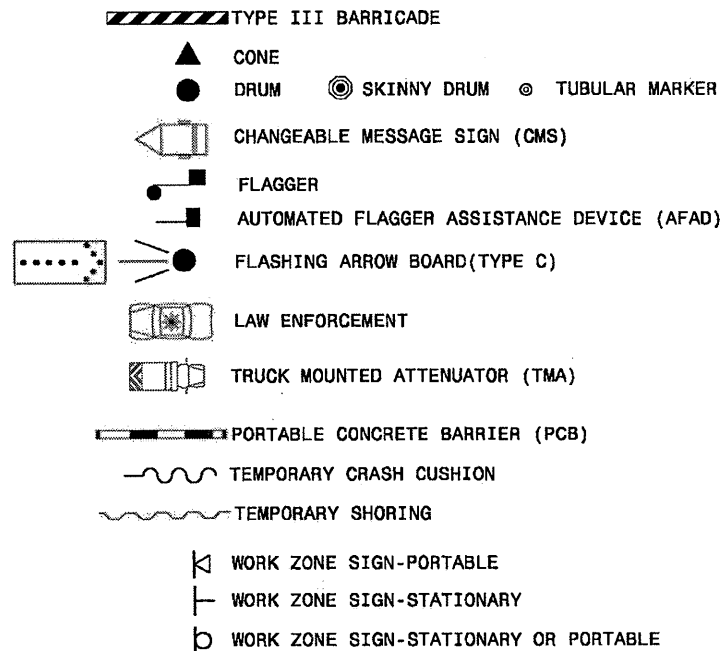 TYPE III BARRICADE
CONE
DRUM SKINNY DRUM TUBULAR MARKER
CHANGEABLE MESSAGE SIGN (CMS)
FLAGGER
AUTOMATED FLAGGER ASSISTANCE DEVICE (AFAD)
FLASHING ARROW BOARD(TYPE C)
LAW ENFORCEMENT
TRUCK MOUNTED ATTENUATOR (TMA)
PORTABLE CONCRETE BARRIER (PCB)
TEMPORARY CRASH CUSHION
TEMPORARY SHORING
WORK ZONE SIGN-PORTABLE
WORK ZONE SIGN-STATIONARY
WORK ZONE SIGN-STATIONARY OR PORTABLE